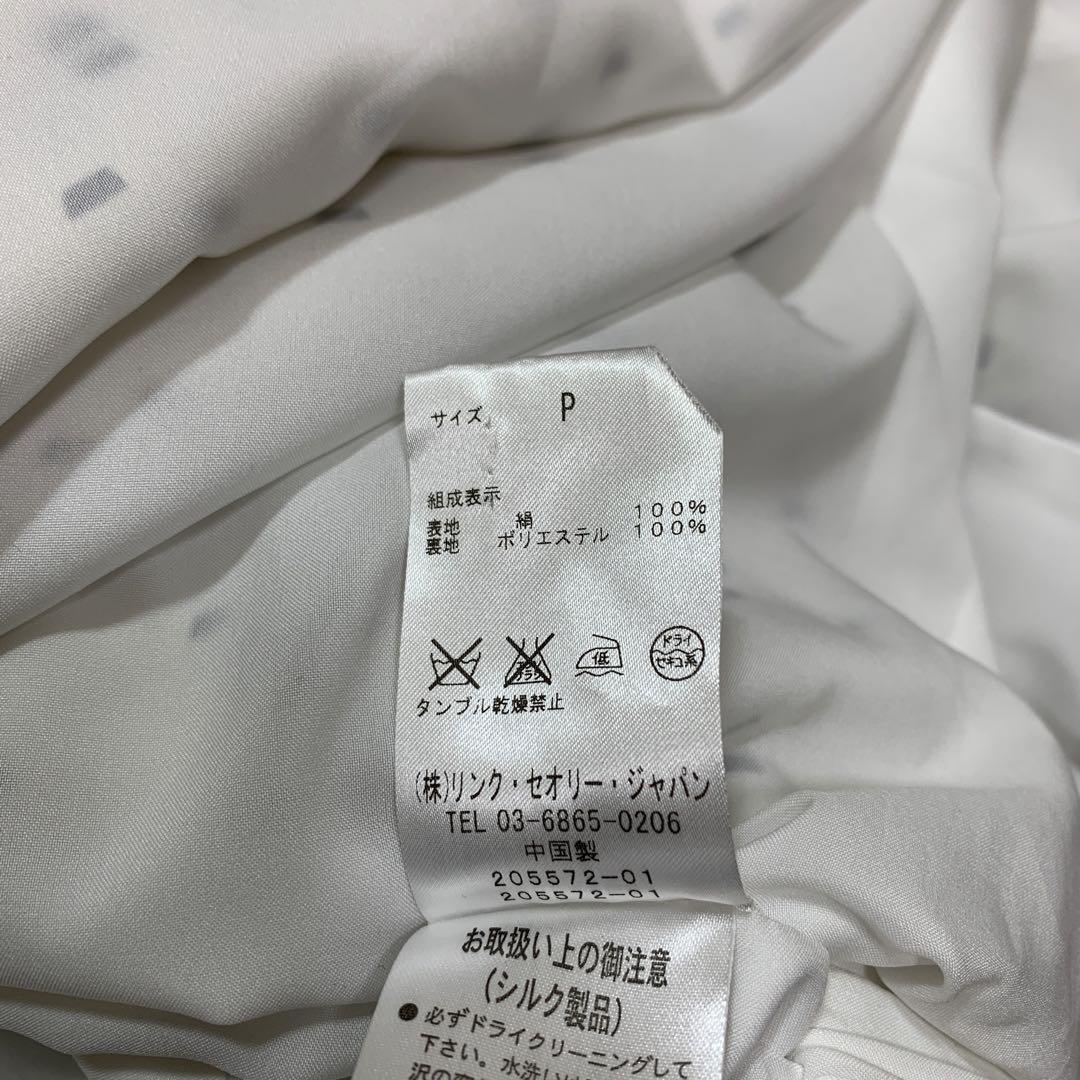 サイズ P
組成表示
表地 絹 100%
裏地 ポリエステル 100%
低
ドライ
セキユ系
タンブル乾燥禁止
(株)リンク・セオリー・ジャパン
TEL 03-6865-0206
中国製
205572-01
205572-01
お取扱い上の御注意
(シルク製品)
●必ずドライクリーニングして
下さい。水洗いは